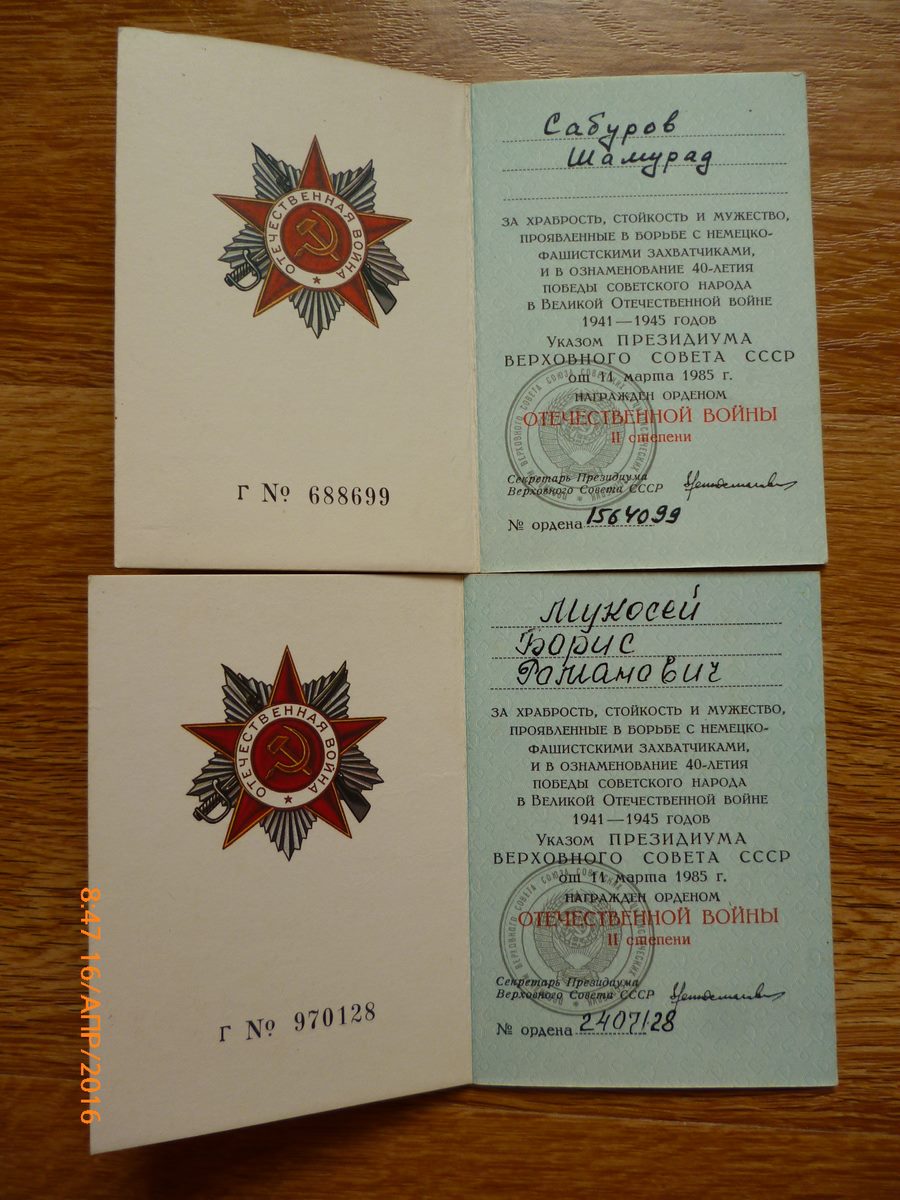 ОТЕЧЕСТВЕННАЯ ВОЙНА
Г № 688699
Сабуров
Шамурад
ЗА ХРАБРОСТЬ, СТОЙКОСТЬ И МУЖЕСТВО,
ПРОЯВЛЕННЫЕ В БОРЬБЕ С НЕМЕЦКО-
ФАШИСТСКИМИ ЗАХВАТЧИКАМИ,
И В ОЗНАМЕНОВАНИЕ 40-ЛЕТИЯ
ПОБЕДЫ СОВЕТСКОГО НАРОДА
В ВЕЛИКОЙ ОТЕЧЕСТВЕННОЙ ВОЙНЕ
1941—1945 ГОДОВ
УКАЗОМ ПРЕЗИДИУМА
ВЕРХОВНОГО СОВЕТА СССР
от 11 марта 1985 г.
НАГРАЖДЕН ОРДЕНОМ
ОТЕЧЕСТВЕННОЙ ВОЙНЫ
II степени
Секретарь Президиума
Верховного Совета СССР
№ ордена 1564099
ОТЕЧЕСТВЕННАЯ ВОЙНА
Г № 970128
Мукосей
Борис
Романович
ЗА ХРАБРОСТЬ, СТОЙКОСТЬ И МУЖЕСТВО,
ПРОЯВЛЕННЫЕ В БОРЬБЕ С НЕМЕЦКО-
ФАШИСТСКИМИ ЗАХВАТЧИКАМИ,
И В ОЗНАМЕНОВАНИЕ 40-ЛЕТИЯ
ПОБЕДЫ СОВЕТСКОГО НАРОДА
В ВЕЛИКОЙ ОТЕЧЕСТВЕННОЙ ВОЙНЕ
1941—1945 ГОДОВ
УКАЗОМ ПРЕЗИДИУМА
ВЕРХОВНОГО СОВЕТА СССР
от 11 марта 1985 г.
НАГРАЖДЕН ОРДЕНОМ
ОТЕЧЕСТВЕННОЙ ВОЙНЫ
II степени
Секретарь Президиума
Верховного Совета СССР
№ ордена 2407128
8:47 16/АПР/2016